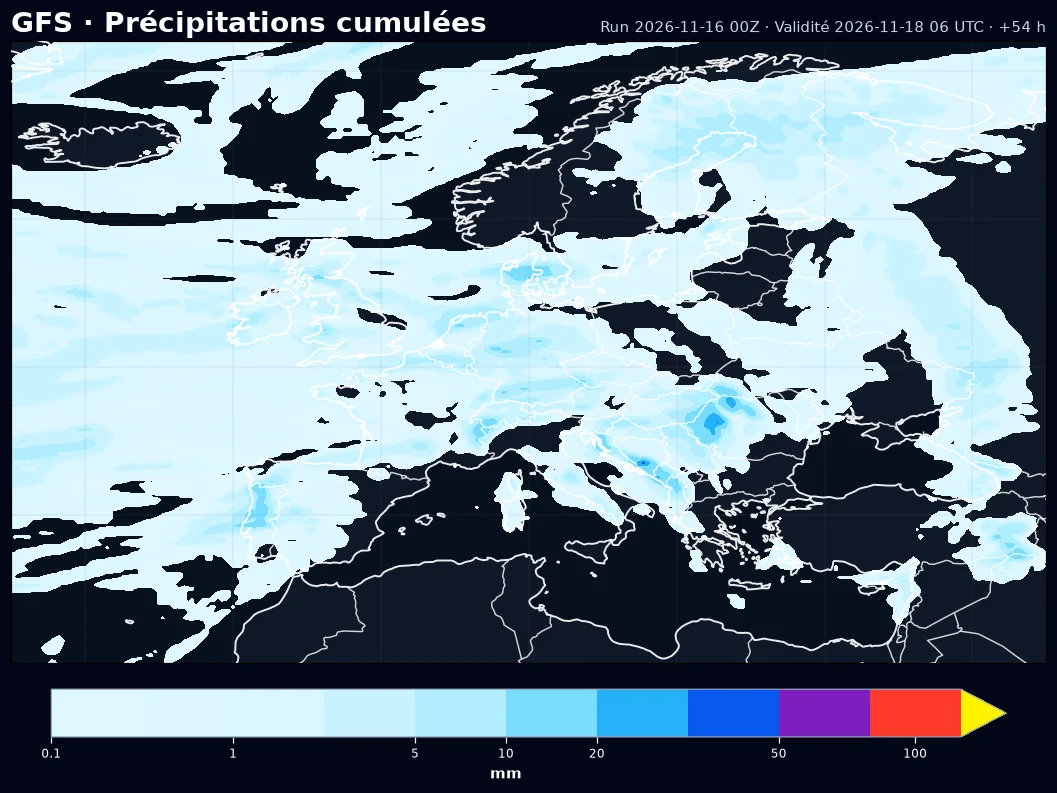 GFS · Précipitations cumulées
Run 2026-11-16 00Z · Validité 2026-11-18 06 UTC · +54 h
0.1 1 5 10 20 50 100
mm